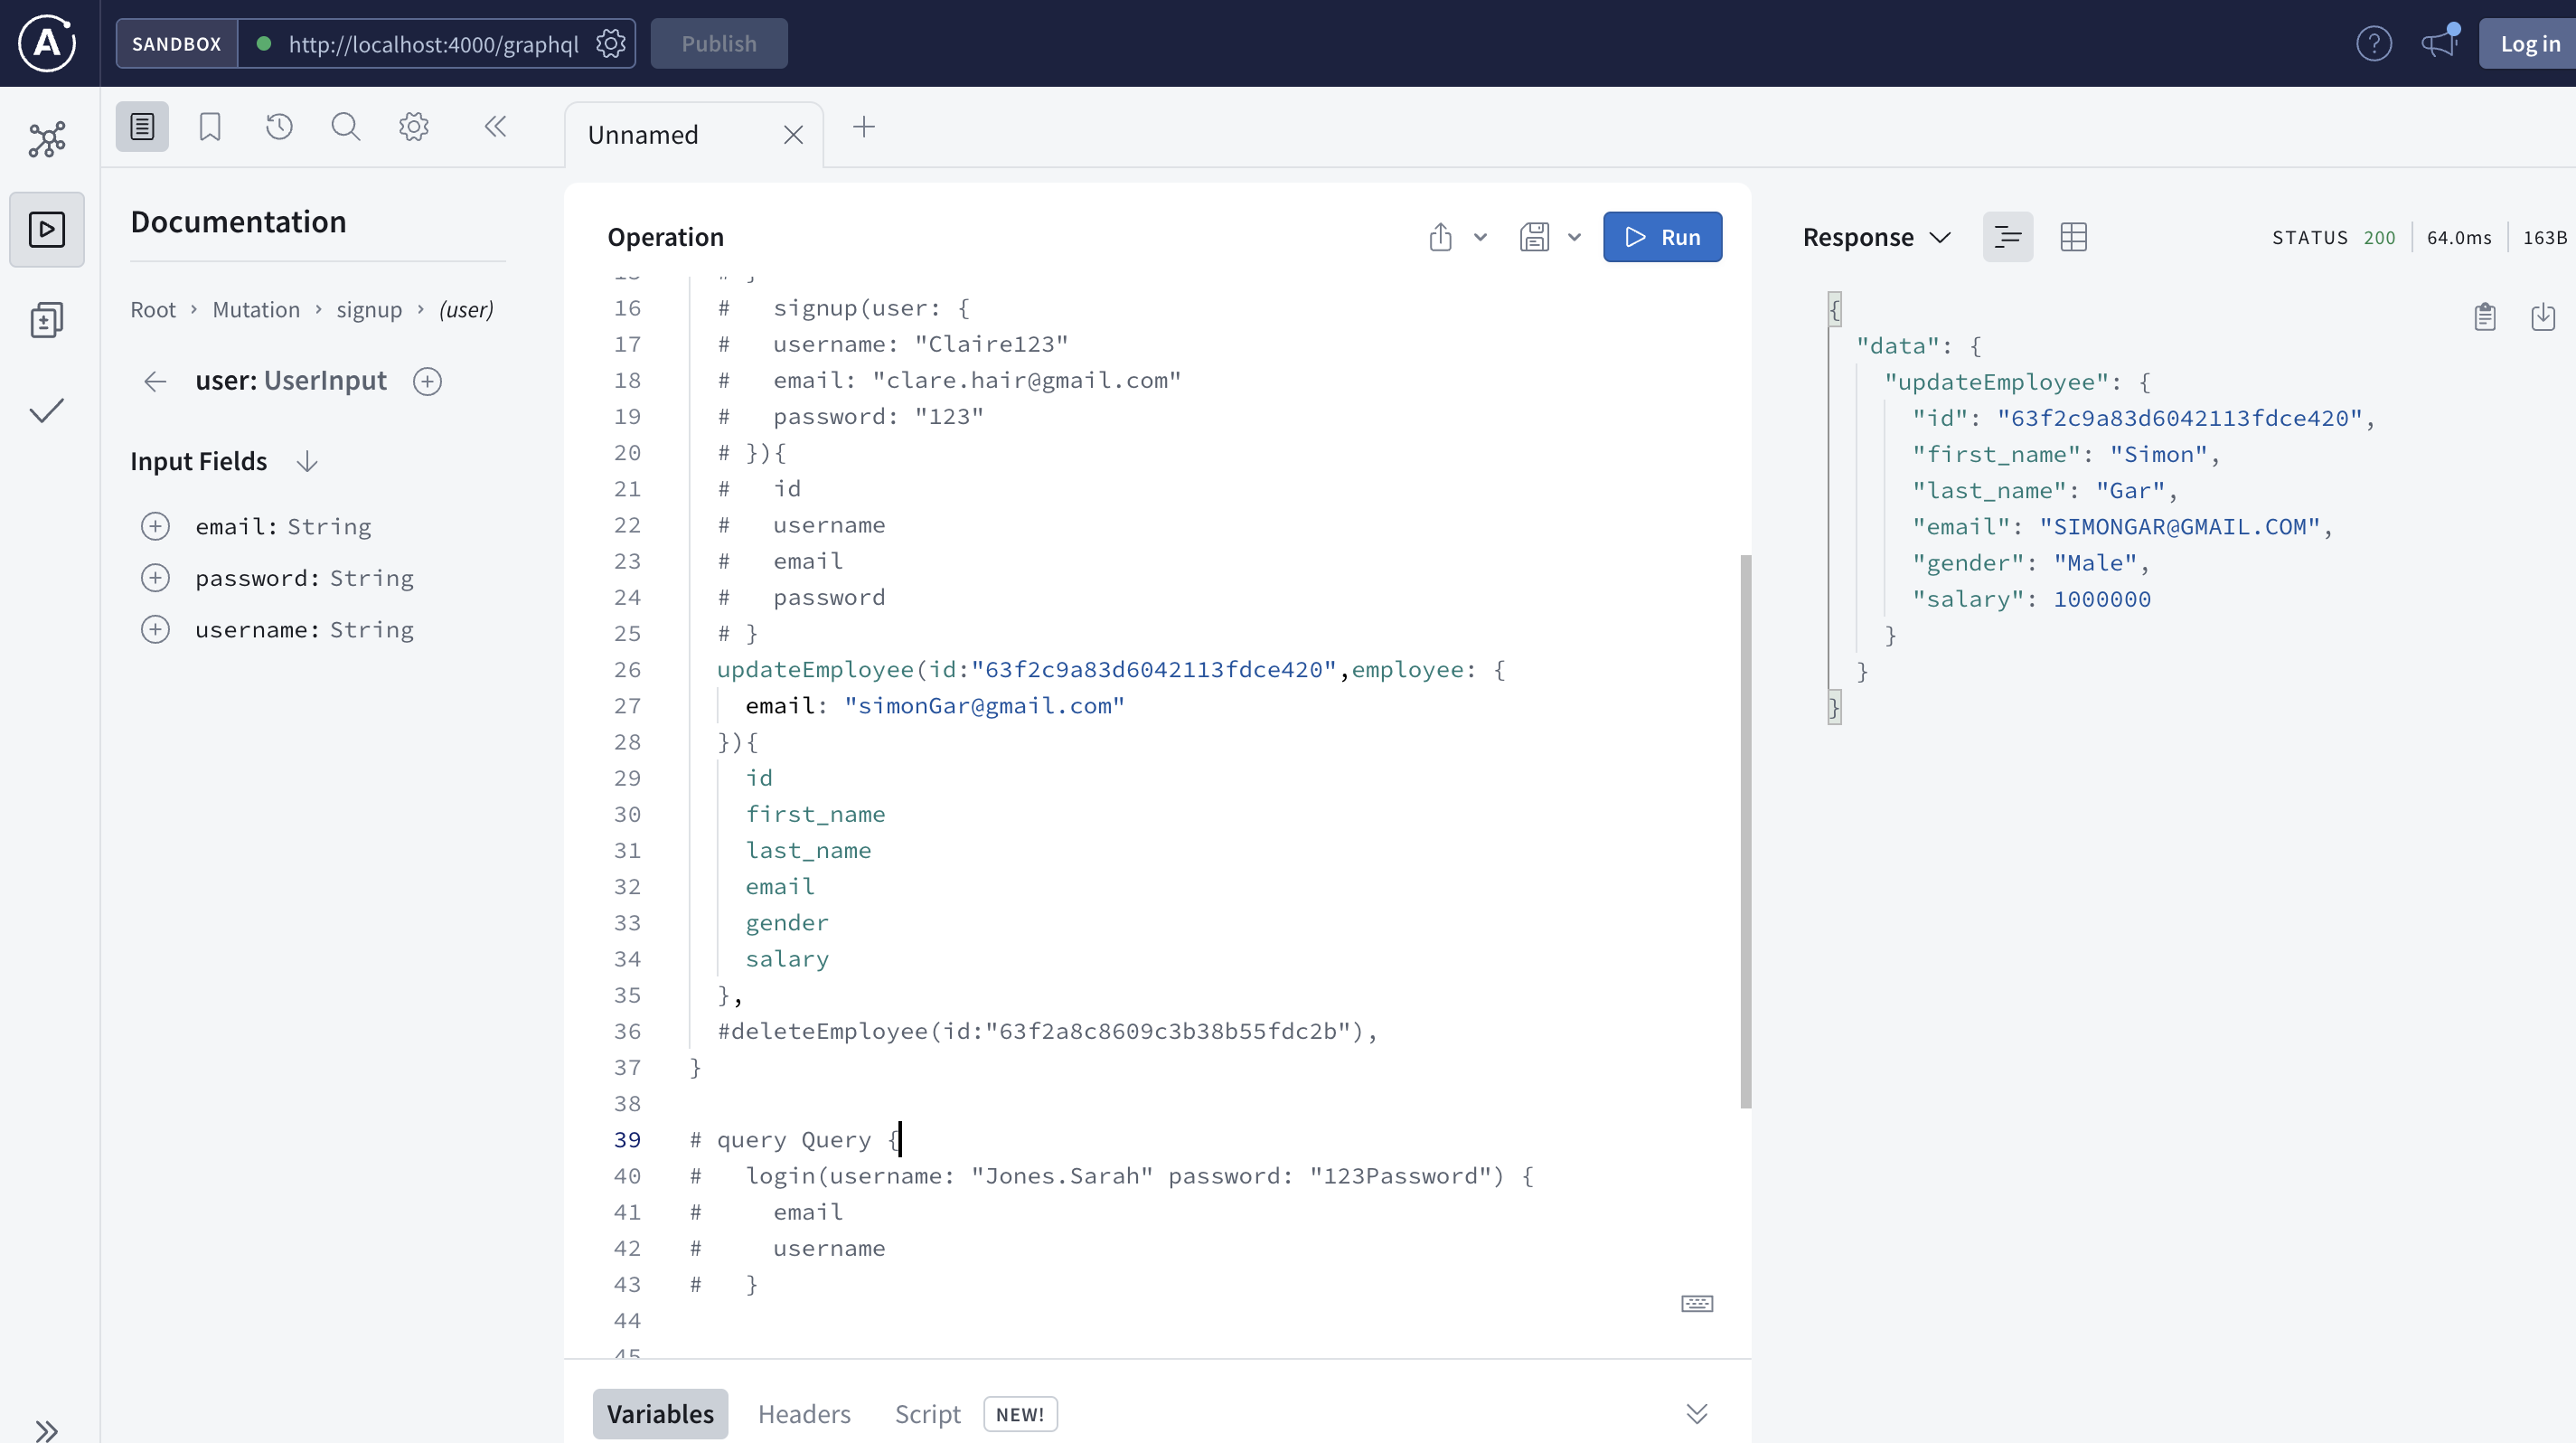 SANDBOX
http://localhost:4000/graphql
Publish
Log in
Unnamed
Documentation
Root › Mutation › signup › (user)
user: UserInput
Input Fields
email: String
password: String
username: String
Operation
Run
16 #   signup(user: {
17 #   username: "Claire123"
18 #   email: "clare.hair@gmail.com"
19 #   password: "123"
20 # }){
21 #   id
22 #   username
23 #   email
24 #   password
25 # }
26 updateEmployee(id:"63f2c9a83d6042113fdce420",employee: {
27 email: "simonGar@gmail.com"
28 }){
29 id
30 first_name
31 last_name
32 email
33 gender
34 salary
35 },
36 #deleteEmployee(id:"63f2a8c8609c3b38b55fdc2b"),
37 }
38
39 # query Query {
40 #   login(username: "Jones.Sarah" password: "123Password") {
41 #     email
42 #     username
43 #   }
44
45
Variables
Headers
Script
NEW!
Response
STATUS 200
64.0ms
163B
{
"data": {
"updateEmployee": {
"id": "63f2c9a83d6042113fdce420",
"first_name": "Simon",
"last_name": "Gar",
"email": "SIMONGAR@GMAIL.COM",
"gender": "Male",
"salary": 1000000
}
}
}